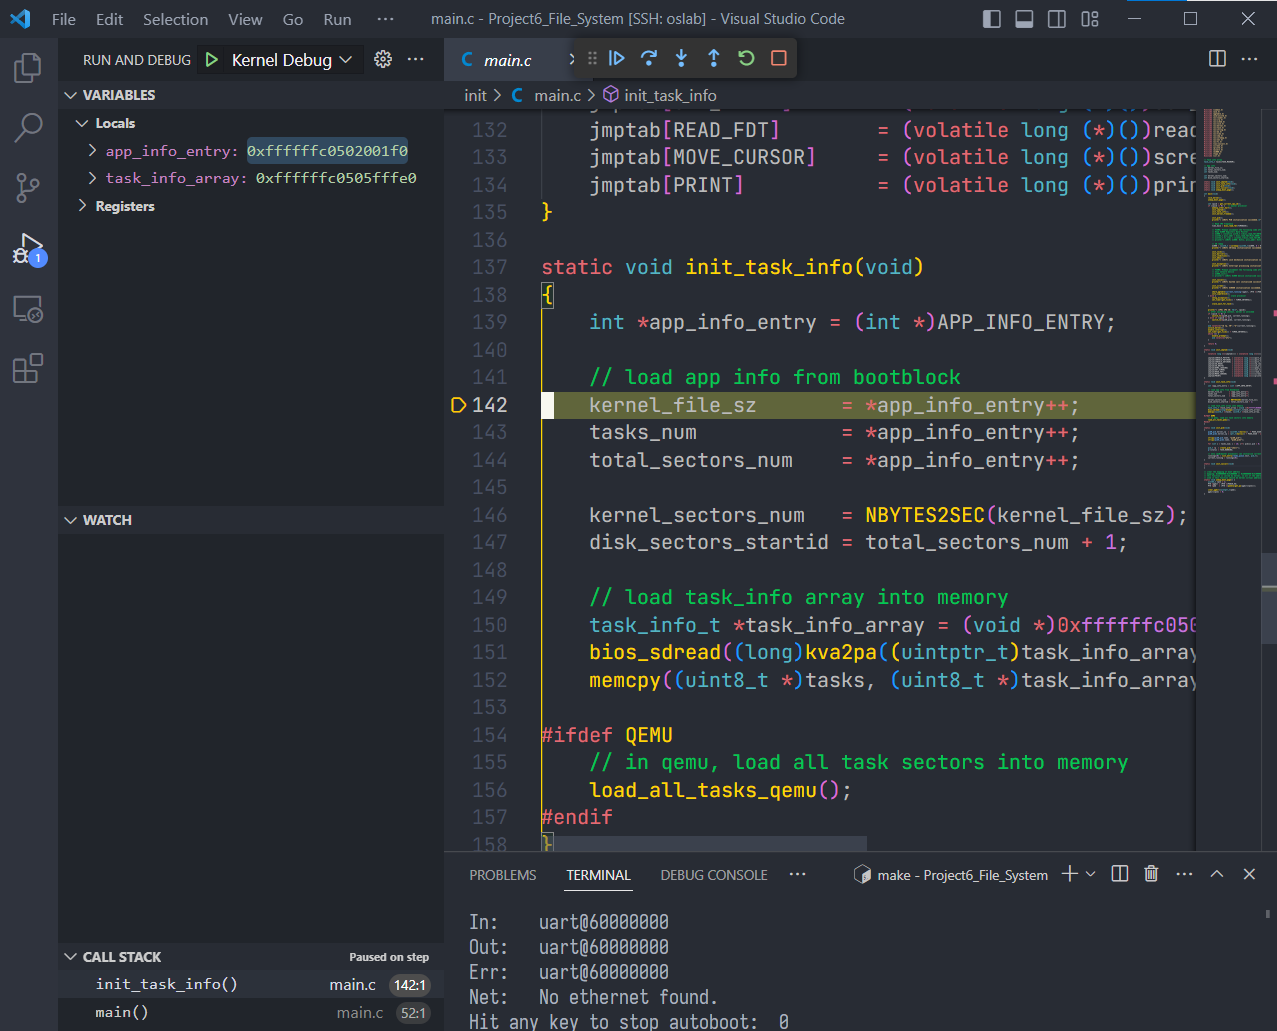 File Edit Selection View Go Run ··· main.c - Project6_File_System [SSH: oslab] - Visual Studio Code
RUN AND DEBUG Kernel Debug ···
main.c
VARIABLES
init > C main.c > init_task_info
Locals
app_info_entry: 0xffffffc0502001f0
task_info_array: 0xffffffc0505fffe0
Registers
1
132 jmptab[READ_FDT] = (volatile long (*)())read
133 jmptab[MOVE_CURSOR] = (volatile long (*)())scre
134 jmptab[PRINT] = (volatile long (*)())prin
135 }
136
137 static void init_task_info(void)
138 {
139 int *app_info_entry = (int *)APP_INFO_ENTRY;
140
141 // load app info from bootblock
142 kernel_file_sz = *app_info_entry++;
143 tasks_num = *app_info_entry++;
144 total_sectors_num = *app_info_entry++;
145
146 kernel_sectors_num = NBYTES2SEC(kernel_file_sz);
147 disk_sectors_startid = total_sectors_num + 1;
148
149 // load task_info array into memory
150 task_info_t *task_info_array = (void *)0xffffffc050
151 bios_sdread((long)kva2pa((uintptr_t)task_info_array
152 memcpy((uint8_t *)tasks, (uint8_t *)task_info_array
153
154 #ifdef QEMU
155 // in qemu, load all task sectors into memory
156 load_all_tasks_qemu();
157 #endif
158 }
WATCH
CALL STACK Paused on step
init_task_info() main.c 142:1
main() main.c 52:1
PROBLEMS TERMINAL DEBUG CONSOLE ··· make - Project6_File_System
In: uart@60000000
Out: uart@60000000
Err: uart@60000000
Net: No ethernet found.
Hit any key to stop autoboot: 0